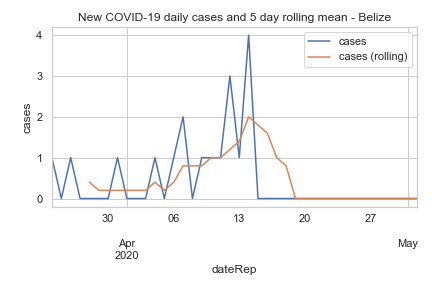 New COVID-19 daily cases and 5 day rolling mean - Belize
cases
cases (rolling)
cases
4
3
2
1
0
30
06
13
20
27
Apr
2020
May
dateRep